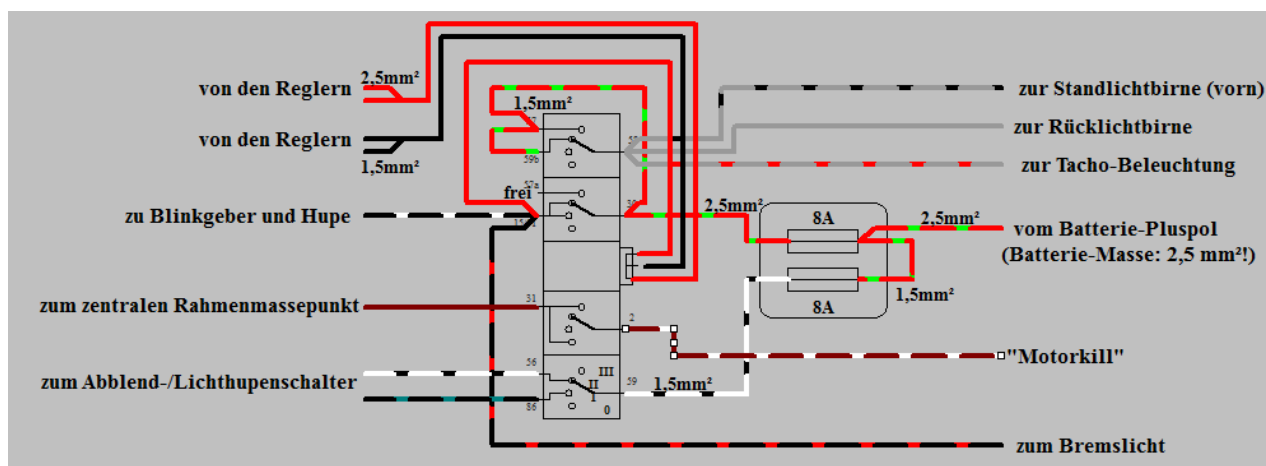 2,5mm²
von den Reglern
von den Reglern
1,5mm²
1,5mm²
zur Standlichtbirne (vorn)
zur Rücklichtbirne
59b
zur Tacho-Beleuchtung
57a
frei
zu Blinkgeber und Hupe
2,5mm²
8A
2,5mm²
vom Batterie-Pluspol
(Batterie-Masse: 2,5 mm²!)
1,5mm²
8A
zum zentralen Rahmenmassepunkt
31
2
"Motorkill"
56
zum Abblend-/Lichthupenschalter
III
II
I
0
59
1,5mm²
86
zum Bremslicht